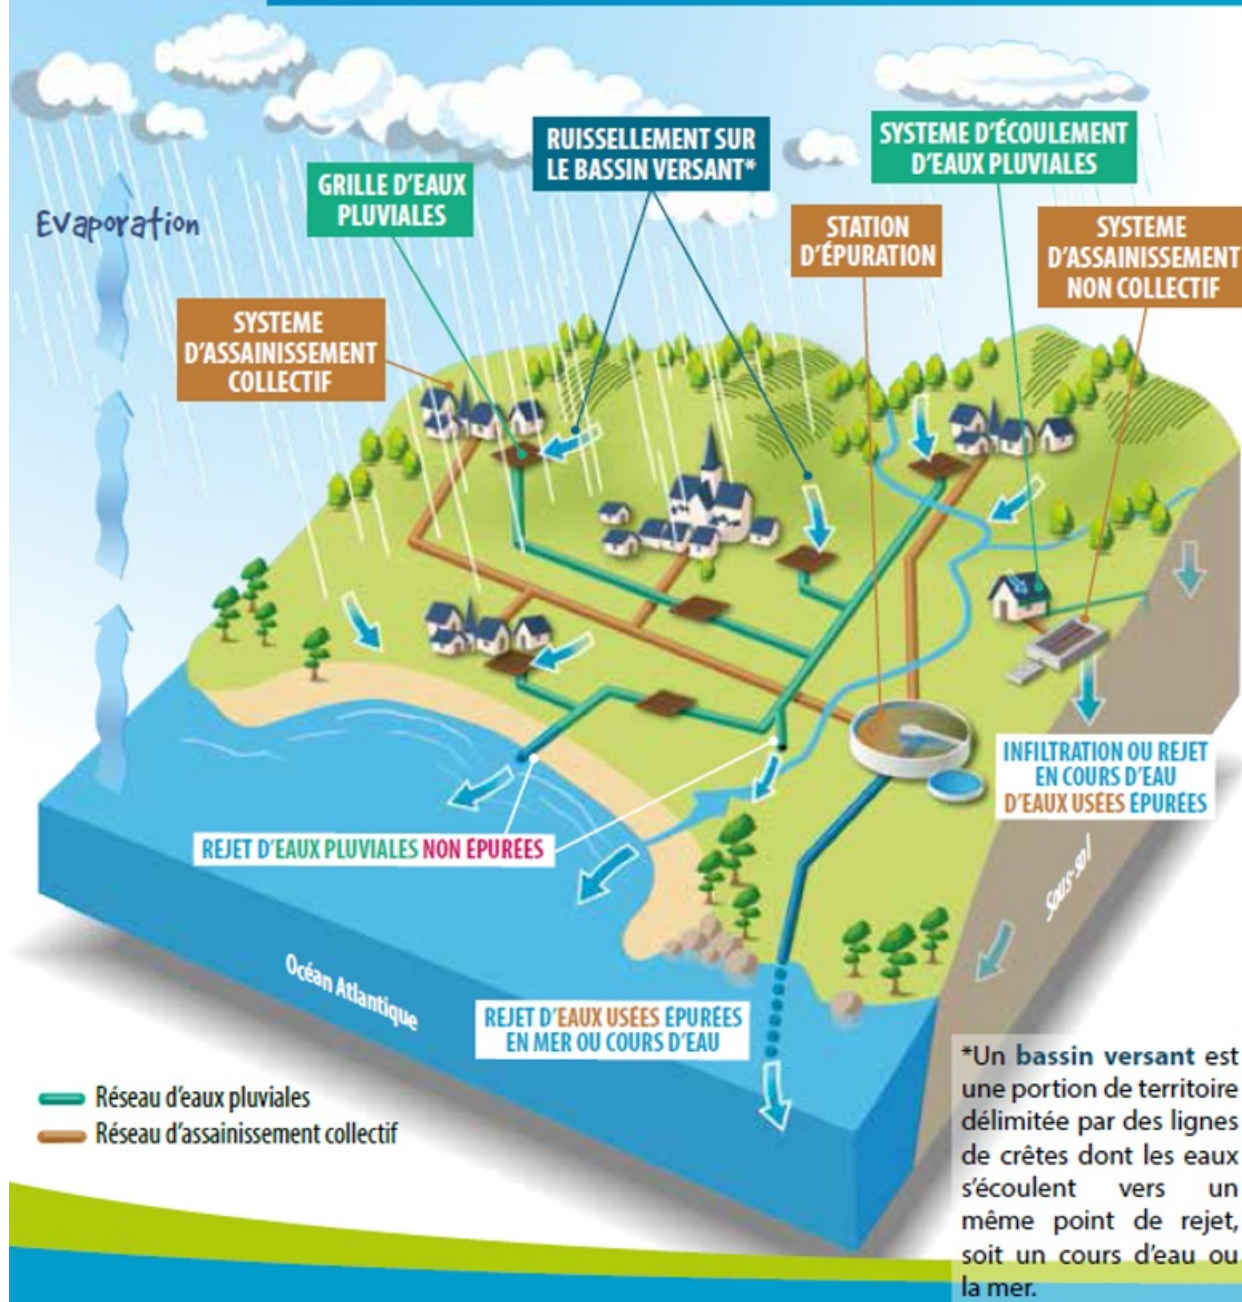 RUISSELLEMENT SUR
LE BASSIN VERSANT*
SYSTEME D'ÉCOULEMENT
D'EAUX PLUVIALES
GRILLE D'EAUX
PLUVIALES
Evaporation
STATION
D'ÉPURATION
SYSTEME
D'ASSAINISSEMENT
NON COLLECTIF
SYSTEME
D'ASSAINISSEMENT
COLLECTIF
INFILTRATION OU REJET
EN COURS D'EAU
D'EAUX USÉES ÉPURÉES
REJET D'EAUX PLUVIALES NON ÉPURÉES
Sous-sol
Océan Atlantique
REJET D'EAUX USÉES ÉPURÉES
EN MER OU COURS D'EAU
Réseau d'eaux pluviales
Réseau d'assainissement collectif
*Un bassin versant est
une portion de territoire
délimitée par des lignes
de crêtes dont les eaux
s'écoulent vers un
même point de rejet,
soit un cours d'eau ou
la mer.